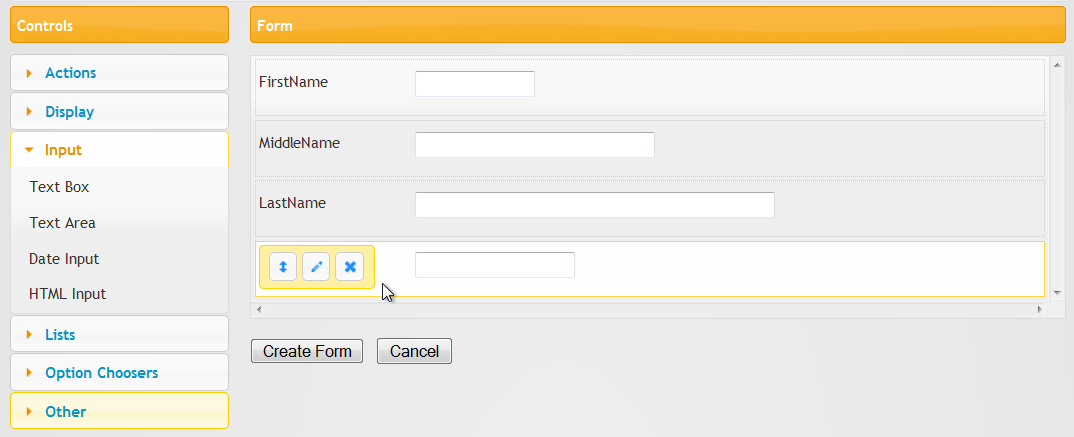 Controls
Actions
Display
Input
Text Box
Text Area
Date Input
HTML Input
Lists
Option Choosers
Other
Form
FirstName
MiddleName
LastName
Create Form
Cancel